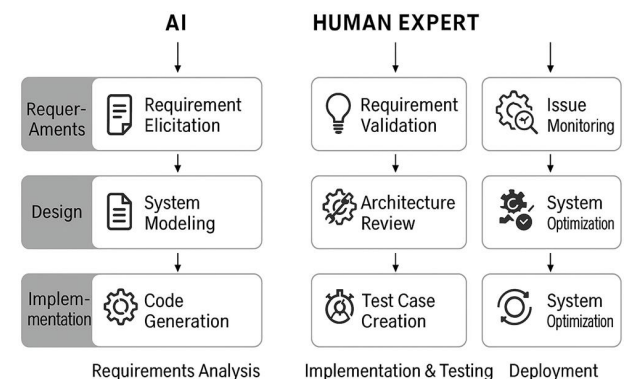 AI
HUMAN EXPERT
Requer-
Aments
Requirement
Elicitation
Requirement
Validation
Issue
Monitoring
Design
System
Modeling
Architecture
Review
System
Optimization
Implem-
mentation
Code
Generation
Test Case
Creation
System
Optimization
Requirements Analysis
Implementation & Testing
Deployment